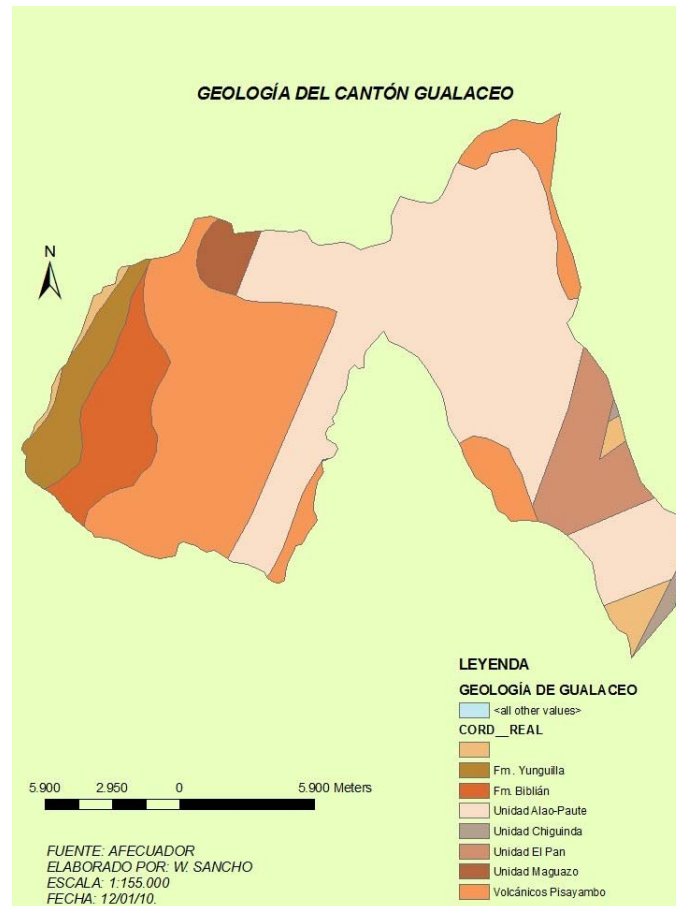 GEOLOGÍA DEL CANTÓN GUALACEO
N
LEYENDA
GEOLOGÍA DE GUALACEO
<all other values>
CORD__REAL
Fm. Yunguilla
Fm. Biblián
Unidad Alao-Paute
Unidad Chiguinda
Unidad El Pan
Unidad Maguazo
Volcánicos Pisayambo
5.900 2.950 0 5.900 Meters
FUENTE: AFECUADOR
ELABORADO POR: W. SANCHO
ESCALA: 1:155.000
FECHA: 12/01/10.